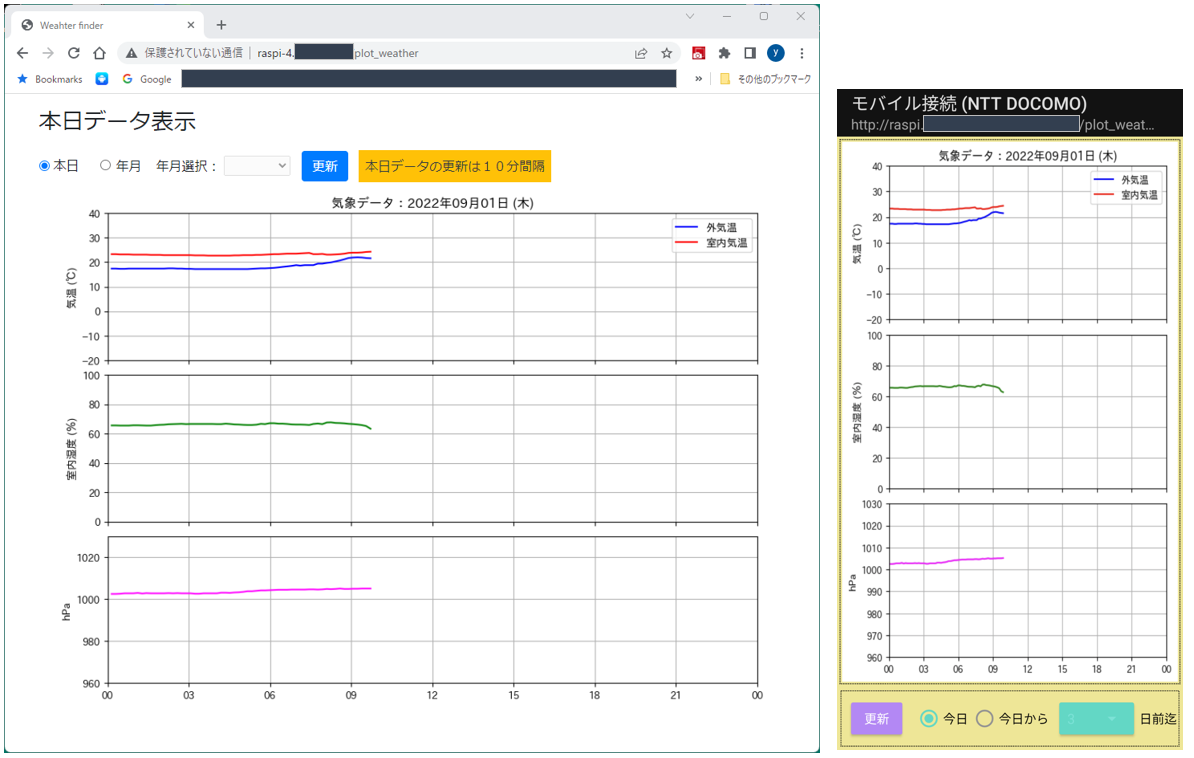 Weahter finder
保護されていない通信 | raspi-4. plot_weather
y
Bookmarks Google » その他のブックマーク
本日データ表示
本日 年月 年月選択： 更新 本日データの更新は１０分間隔
気象データ：2022年09月01日 (木)
外気温
室内気温
気温 (℃)
40
30
20
10
0
−10
−20
室内湿度 (%)
100
80
60
40
20
0
hPa
1020
1000
980
960
00 03 06 09 12 15 18 21 00
モバイル接続 (NTT DOCOMO)
http://raspi. /plot_weat...
気象データ：2022年09月01日 (木)
外気温
室内気温
気温 (℃)
40
30
20
10
0
−10
−20
室内湿度 (%)
100
80
60
40
20
0
hPa
1030
1020
1010
1000
990
980
970
960
00 03 06 09 12 15 18 21 00
更新 今日 今日から 3 日前迄